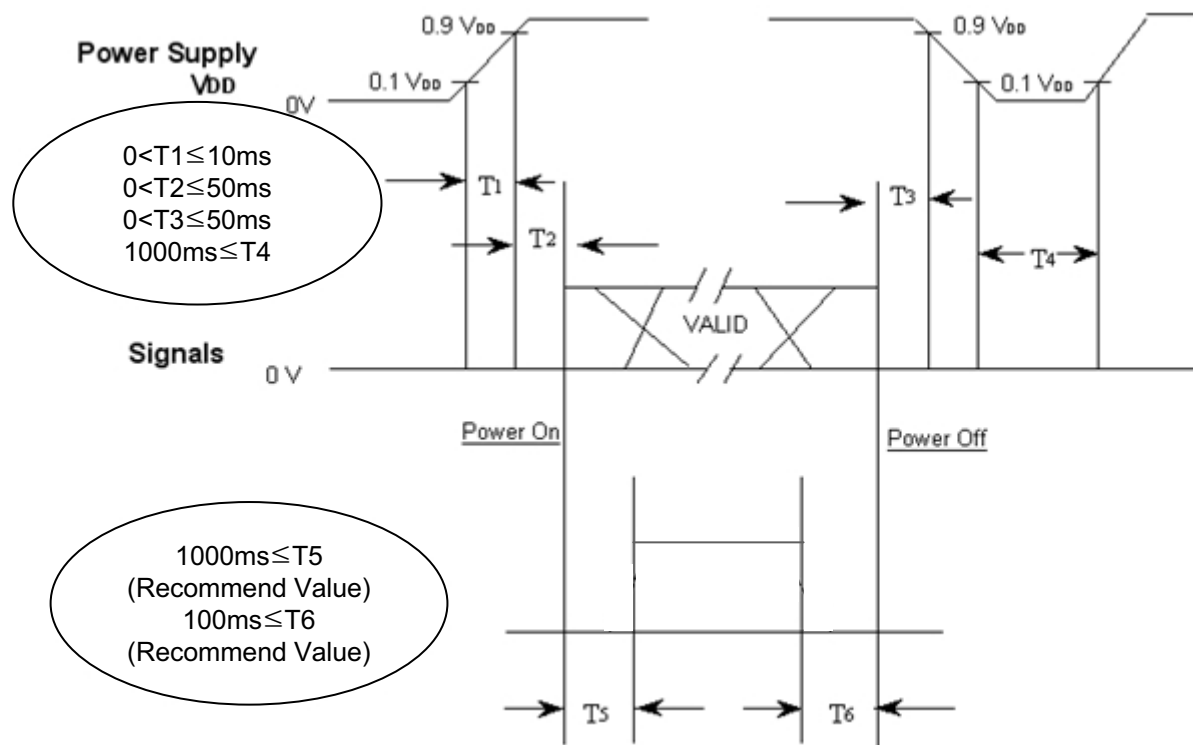 0.9 VDD
0.9 VDD
Power Supply
VDD
0.1 VDD
0.1 VDD
0V
0<T1≤10ms
0<T2≤50ms
0<T3≤50ms
1000ms≤T4
T1
T3
T2
T4
VALID
Signals
0 V
Power On
Power Off
1000ms≤T5
(Recommend Value)
100ms≤T6
(Recommend Value)
T5
T6